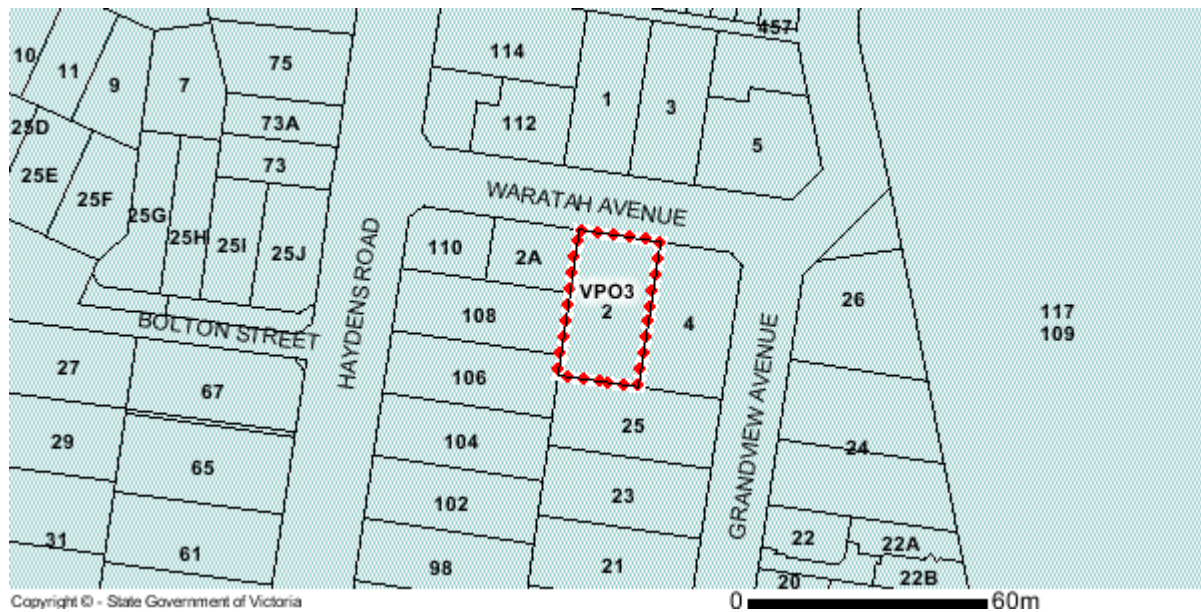 457
10
11
9
7
75
114
1
3
112
73A
5
25D
25E
25F
73
25G
25H
25I
25J
WARATAH AVENUE
HAYDENS ROAD
110
2A
VPO3
2
108
4
26
117
109
BOLTON STREET
GRANDVIEW AVENUE
27
67
106
25
29
65
104
24
102
23
31
61
98
21
22
22A
20
22B
Copyright © - State Government of Victoria
0 60m